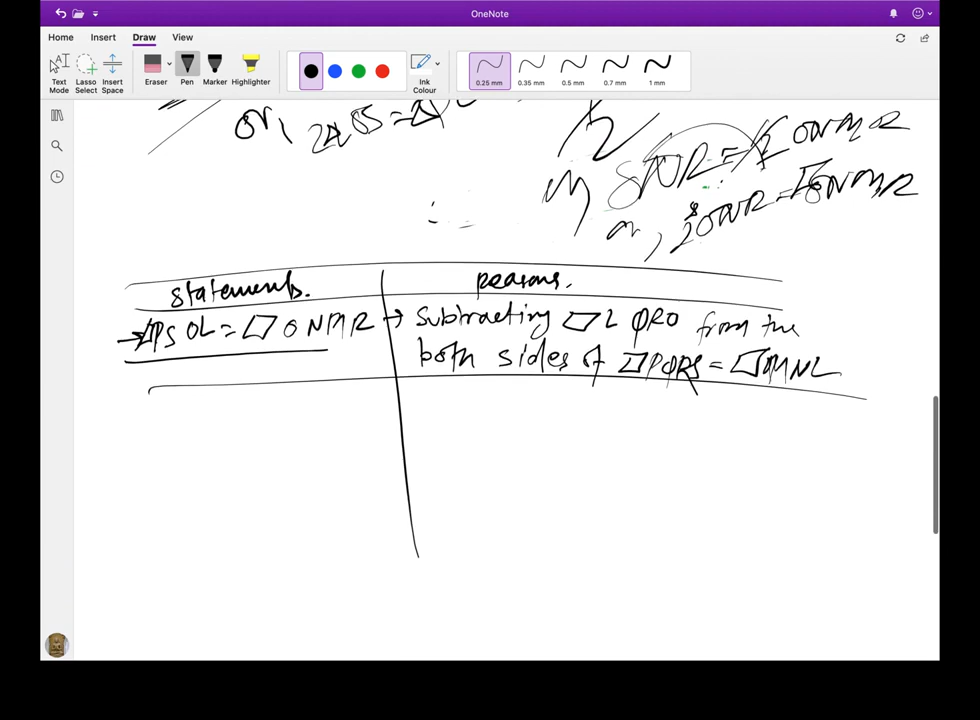 OneNote
Home Insert Draw View
Text Mode
Lasso Select
Insert Space
Eraser
Pen
Marker
Highlighter
Ink Colour
0.25 mm
0.35 mm
0.5 mm
0.7 mm
1 mm
or,
statements. reasons.
→ ▱PSOL = ▱ONMR → Subtracting ▱LQRO from the
both sides of ▱PQRS = ▱QMNL